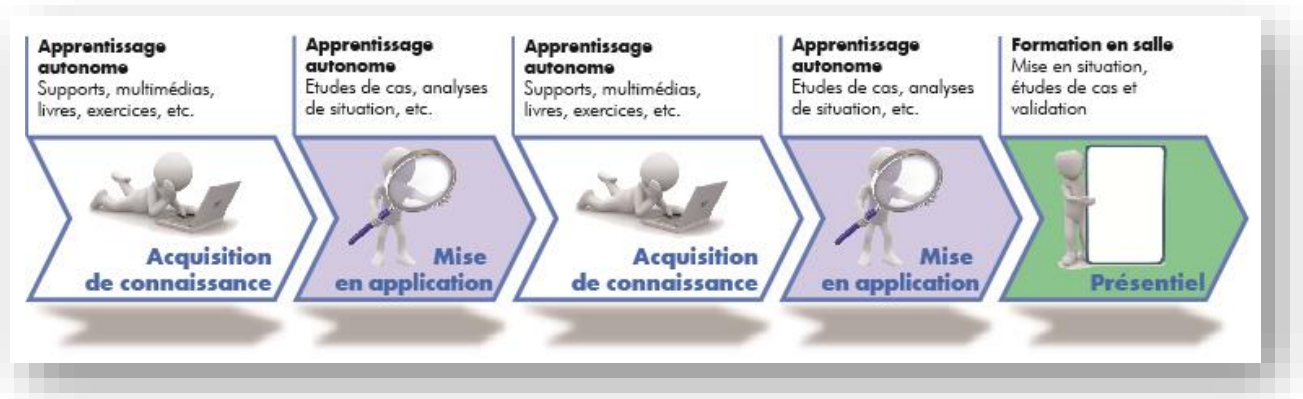 Apprentissage
autonome
Supports, multimédias,
livres, exercices, etc.
Acquisition
de connaissance
Apprentissage
autonome
Etudes de cas, analyses
de situation, etc.
Mise
en application
Apprentissage
autonome
Supports, multimédias,
livres, exercices, etc.
Acquisition
de connaissance
Apprentissage
autonome
Etudes de cas, analyses
de situation, etc.
Mise
en application
Formation en salle
Mise en situation,
études de cas et
validation
Présentiel